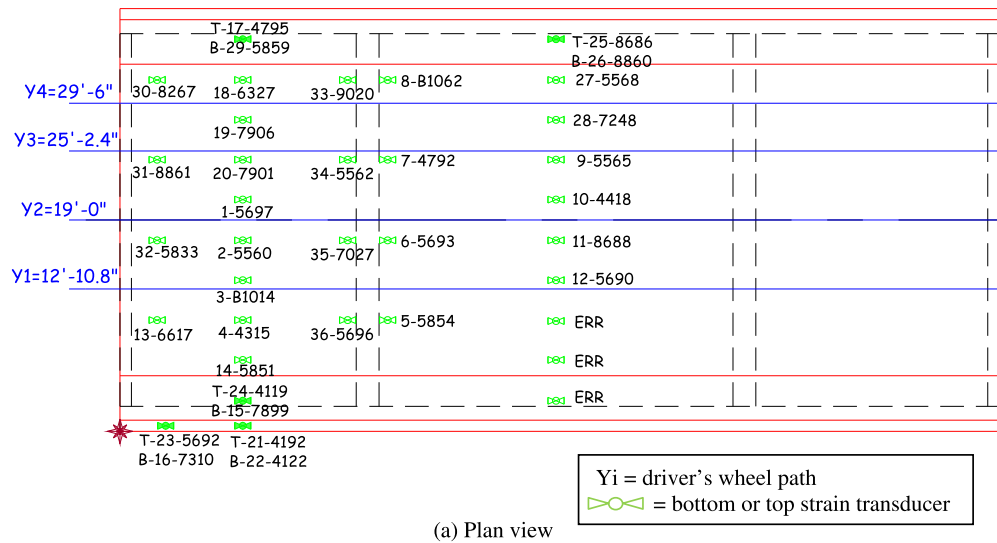 T-17-4795
B-29-5859
T-25-8686
B-26-8860
30-8267
18-6327
33-9020
8-B1062
27-5568
Y4=29'-6"
19-7906
28-7248
Y3=25'-2.4"
31-8861
20-7901
34-5562
7-4792
9-5565
1-5697
10-4418
Y2=19'-0"
32-5833
2-5560
35-7027
6-5693
11-8688
Y1=12'-10.8"
3-B1014
12-5690
13-6617
4-4315
36-5696
5-5854
ERR
14-5851
ERR
T-24-4119
B-15-7899
ERR
T-23-5692
B-16-7310
T-21-4192
B-22-4122
Yi = driver's wheel path
= bottom or top strain transducer
(a) Plan view